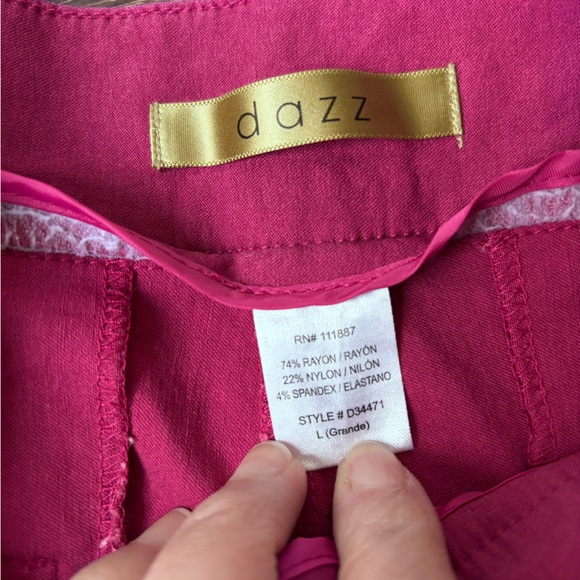 dazz
RN# 111887
74% RAYON / RAYÓN
22% NYLON / NILÓN
4% SPANDEX / ELASTANO
STYLE # D34471
L (Grande)